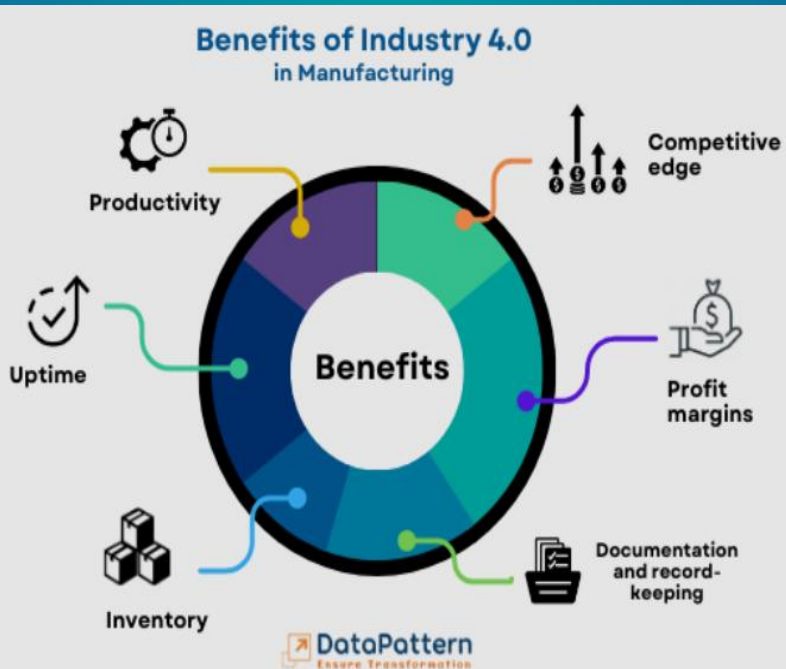 Benefits of Industry 4.0
in Manufacturing
Productivity
Competitive
edge
Uptime
Benefits
Profit
margins
Inventory
Documentation
and record-
keeping
DataPattern
Ensure Transformation